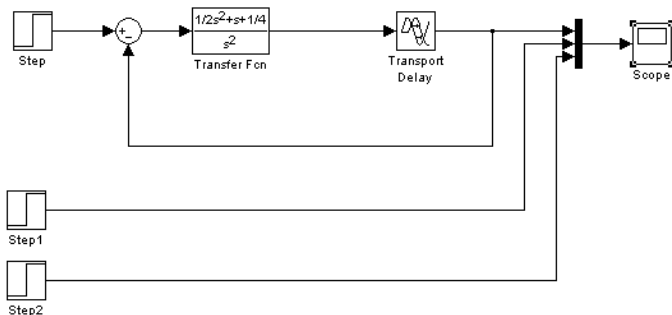 1/2s²+s+1/4
s²
Step
Transfer Fcn
Transport
Delay
Scope
Step1
Step2